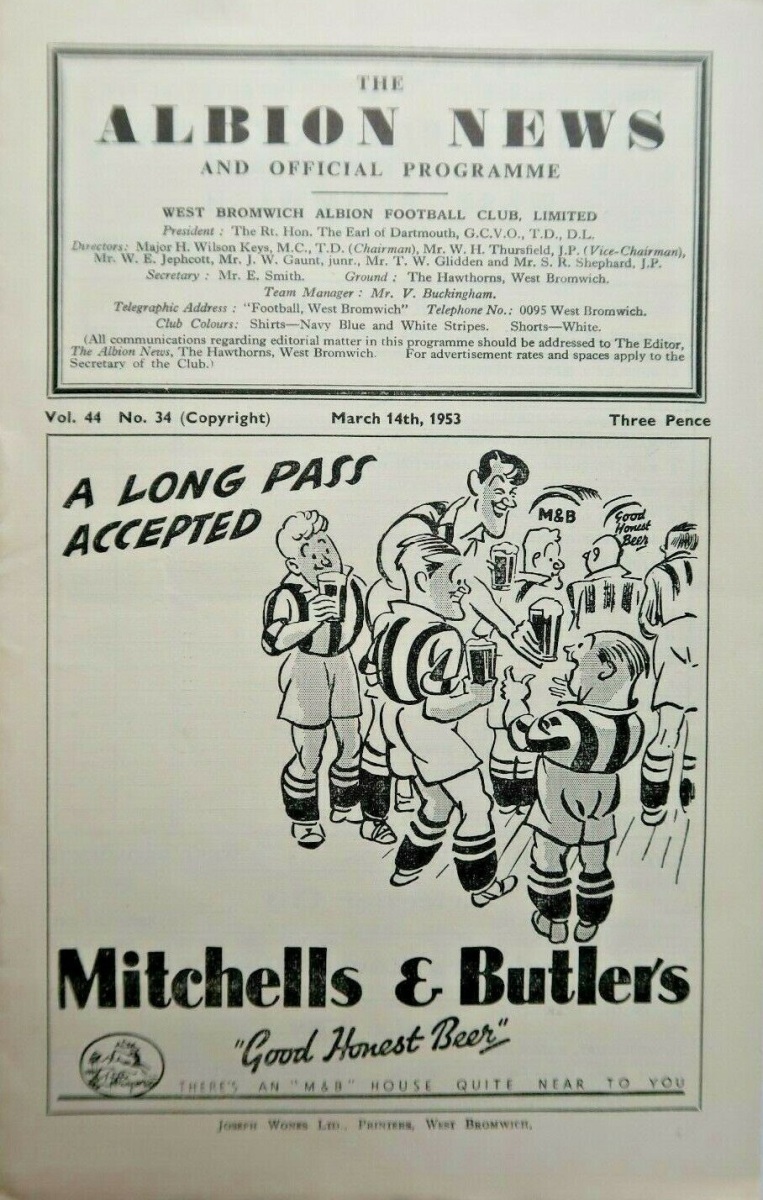 THE
ALBION NEWS
AND OFFICIAL PROGRAMME
WEST BROMWICH ALBION FOOTBALL CLUB, LIMITED
President : The Rt. Hon. The Earl of Dartmouth, G.C.V.O., T.D., D.L.
Directors: Major H. Wilson Keys, M.C., T.D. (Chairman), Mr. W. H. Thursfield, J.P. (Vice-Chairman),
Mr. W. E. Jephcott, Mr. J. W. Gaunt, junr., Mr. T. W. Glidden and Mr. S. R. Shephard, J.P.
Secretary : Mr. E. Smith. Ground : The Hawthorns, West Bromwich.
Team Manager : Mr. V. Buckingham.
Telegraphic Address : "Football, West Bromwich" Telephone No.: 0095 West Bromwich.
Club Colours: Shirts—Navy Blue and White Stripes. Shorts—White.
(All communications regarding editorial matter in this programme should be addressed to The Editor,
The Albion News, The Hawthorns, West Bromwich. For advertisement rates and spaces apply to the
Secretary of the Club.)
Vol. 44 No. 34 (Copyright) March 14th, 1953 Three Pence
A LONG PASS
ACCEPTED
M&B
Good
Honest
Beer
Mitchells & Butlers
"Good Honest Beer"
THERE'S AN "M&B" HOUSE QUITE NEAR TO YOU
JOSEPH WONES LTD., PRINTERS, WEST BROMWICH.